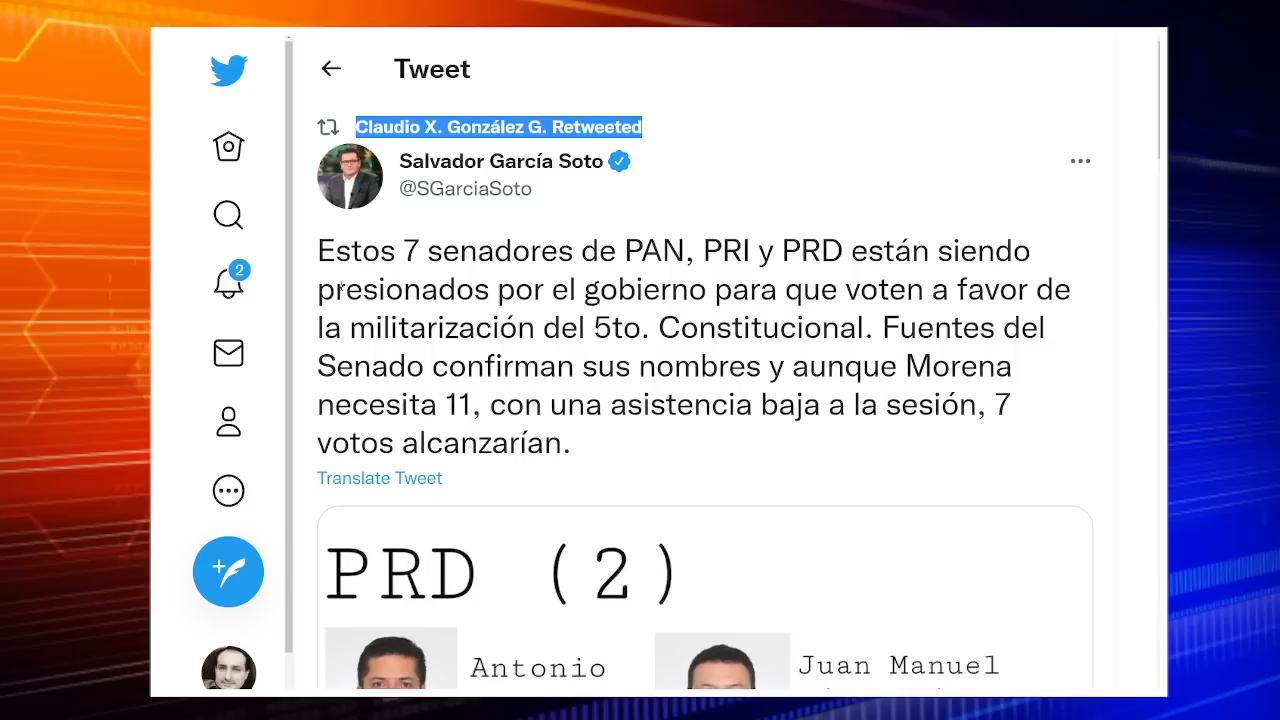 Tweet
Claudio X. González G. Retweeted
Salvador García Soto
@SGarciaSoto
2
Estos 7 senadores de PAN, PRI y PRD están siendo
presionados por el gobierno para que voten a favor de
la militarización del 5to. Constitucional. Fuentes del
Senado confirman sus nombres y aunque Morena
necesita 11, con una asistencia baja a la sesión, 7
votos alcanzarían.
Translate Tweet
PRD (2)
Antonio
Juan Manuel